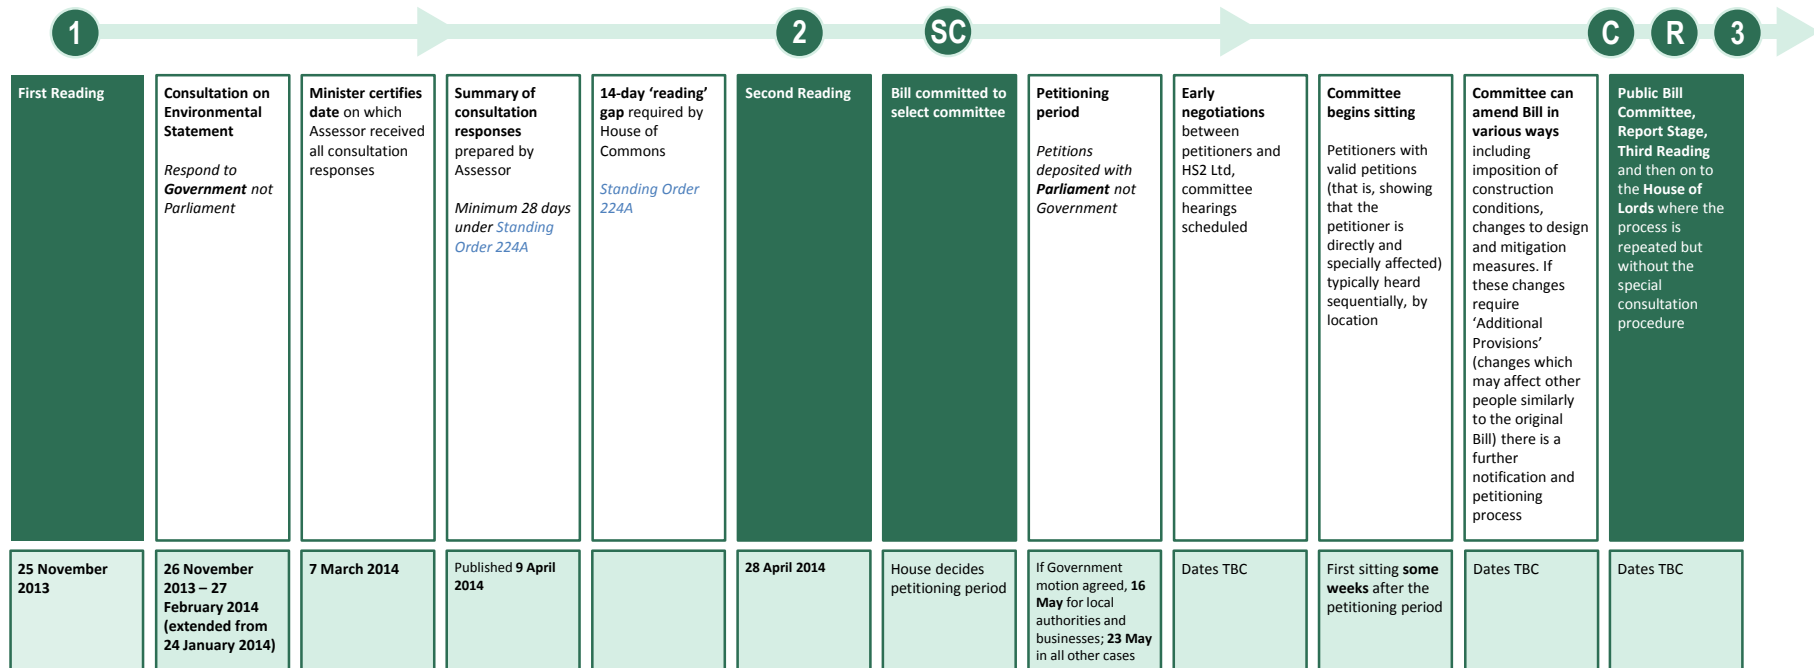 1
2
SC
C
R
3
First Reading
Consultation on
Environmental
Statement
Respond to
Government not
Parliament
Minister certifies
date on which
Assessor received
all consultation
responses
Summary of
consultation
responses
prepared by
Assessor
Minimum 28 days
under Standing
Order 224A
14-day ‘reading’
gap required by
House of
Commons
Standing Order
224A
Second Reading
Bill committed to
select committee
Petitioning
period
Petitions
deposited with
Parliament not
Government
Early
negotiations
between
petitioners and
HS2 Ltd,
committee
hearings
scheduled
Committee
begins sitting
Petitioners with
valid petitions
(that is, showing
that the
petitioner is
directly and
specially affected)
typically heard
sequentially, by
location
Committee can
amend Bill in
various ways
including
imposition of
construction
conditions,
changes to design
and mitigation
measures. If
these changes
require
‘Additional
Provisions’
(changes which
may affect other
people similarly
to the original
Bill) there is a
further
notification and
petitioning
process
Public Bill
Committee,
Report Stage,
Third Reading
and then on to
the House of
Lords where the
process is
repeated but
without the
special
consultation
procedure
25 November
2013
26 November
2013 – 27
February 2014
(extended from
24 January 2014)
7 March 2014
Published 9 April
2014
28 April 2014
House decides
petitioning period
If Government
motion agreed, 16
May for local
authorities and
businesses; 23 May
in all other cases
Dates TBC
First sitting some
weeks after the
petitioning period
Dates TBC
Dates TBC